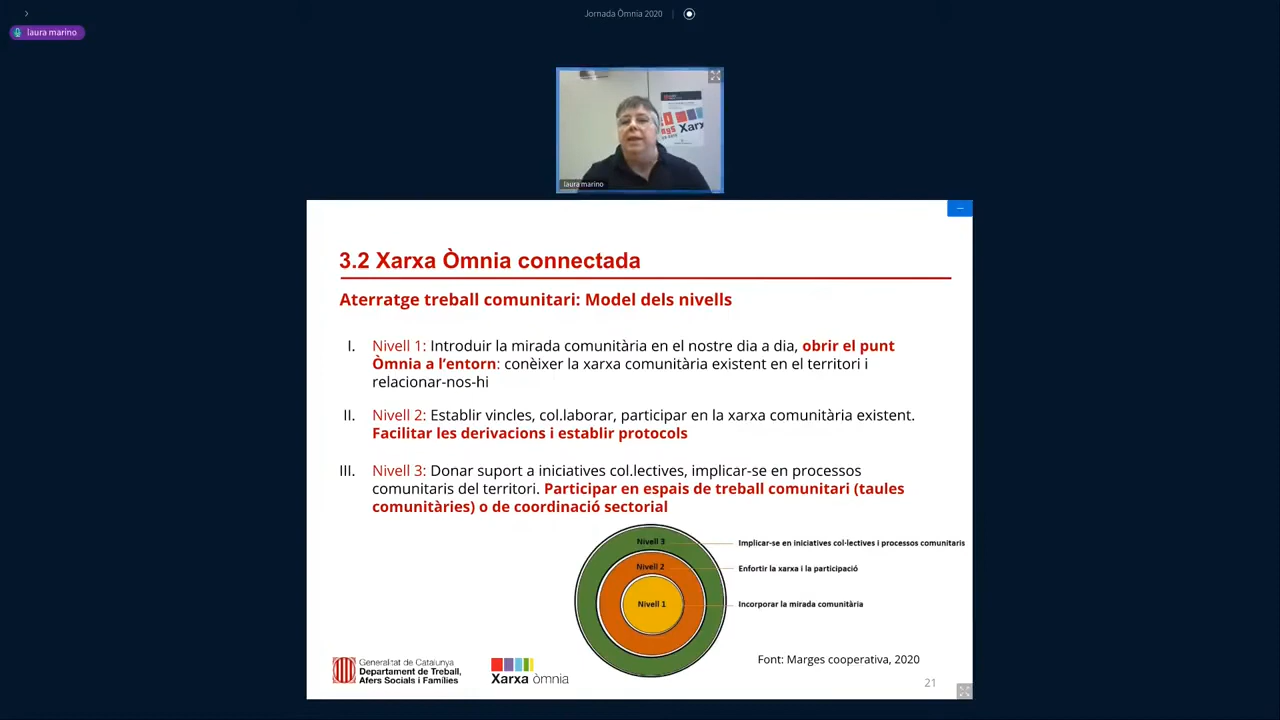 Jornada Òmnia 2020
laura marino
Xarx
laura marino
3.2 Xarxa Òmnia connectada
Aterratge treball comunitari: Model dels nivells
I. Nivell 1: Introduir la mirada comunitària en el nostre dia a dia, obrir el punt
Òmnia a l'entorn: conèixer la xarxa comunitària existent en el territori i
relacionar-nos-hi
II. Nivell 2: Establir vincles, col.laborar, participar en la xarxa comunitària existent.
Facilitar les derivacions i establir protocols
III. Nivell 3: Donar suport a iniciatives col.lectives, implicar-se en processos
comunitaris del territori. Participar en espais de treball comunitari (taules
comunitàries) o de coordinació sectorial
Nivell 3
Implicar-se en iniciatives col·lectives i processos comunitaris
Nivell 2
Enfortir la xarxa i la participació
Nivell 1
Incorporar la mirada comunitària
Generalitat de Catalunya
Departament de Treball,
Afers Socials i Famílies
Xarxa òmnia
Font: Marges cooperativa, 2020
21